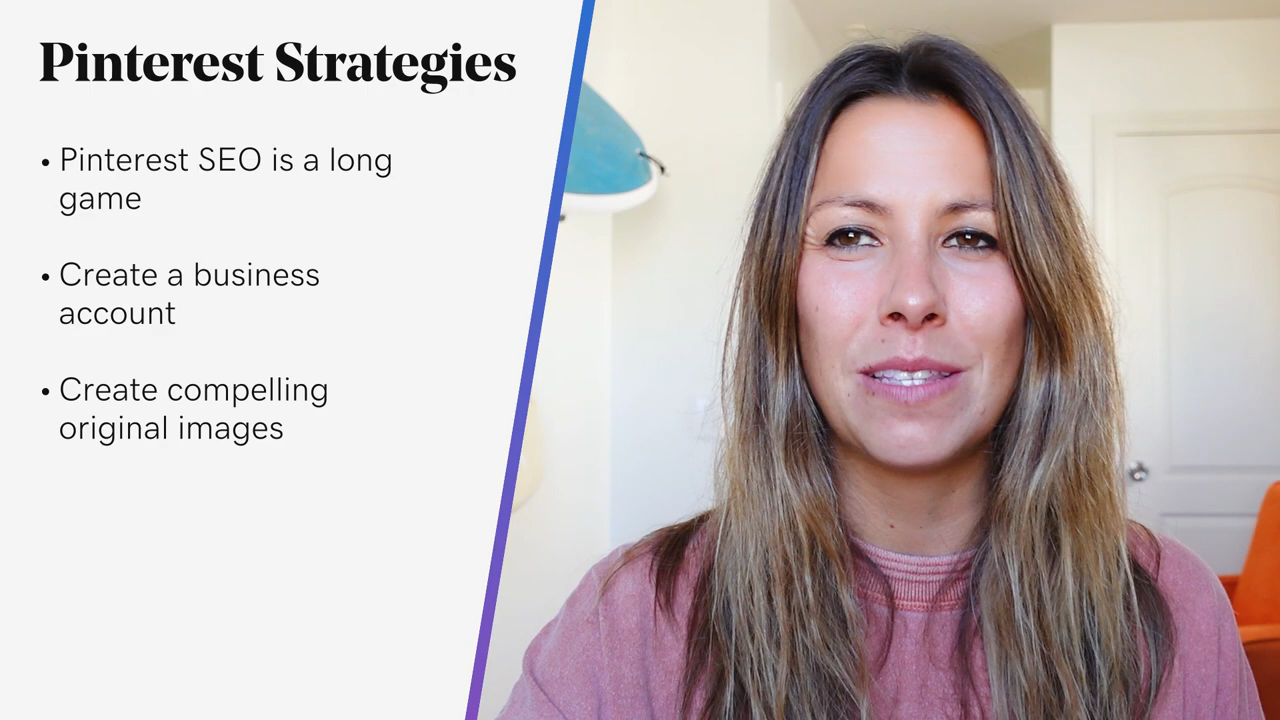 Pinterest Strategies
• Pinterest SEO is a long
game
• Create a business
account
• Create compelling
original images